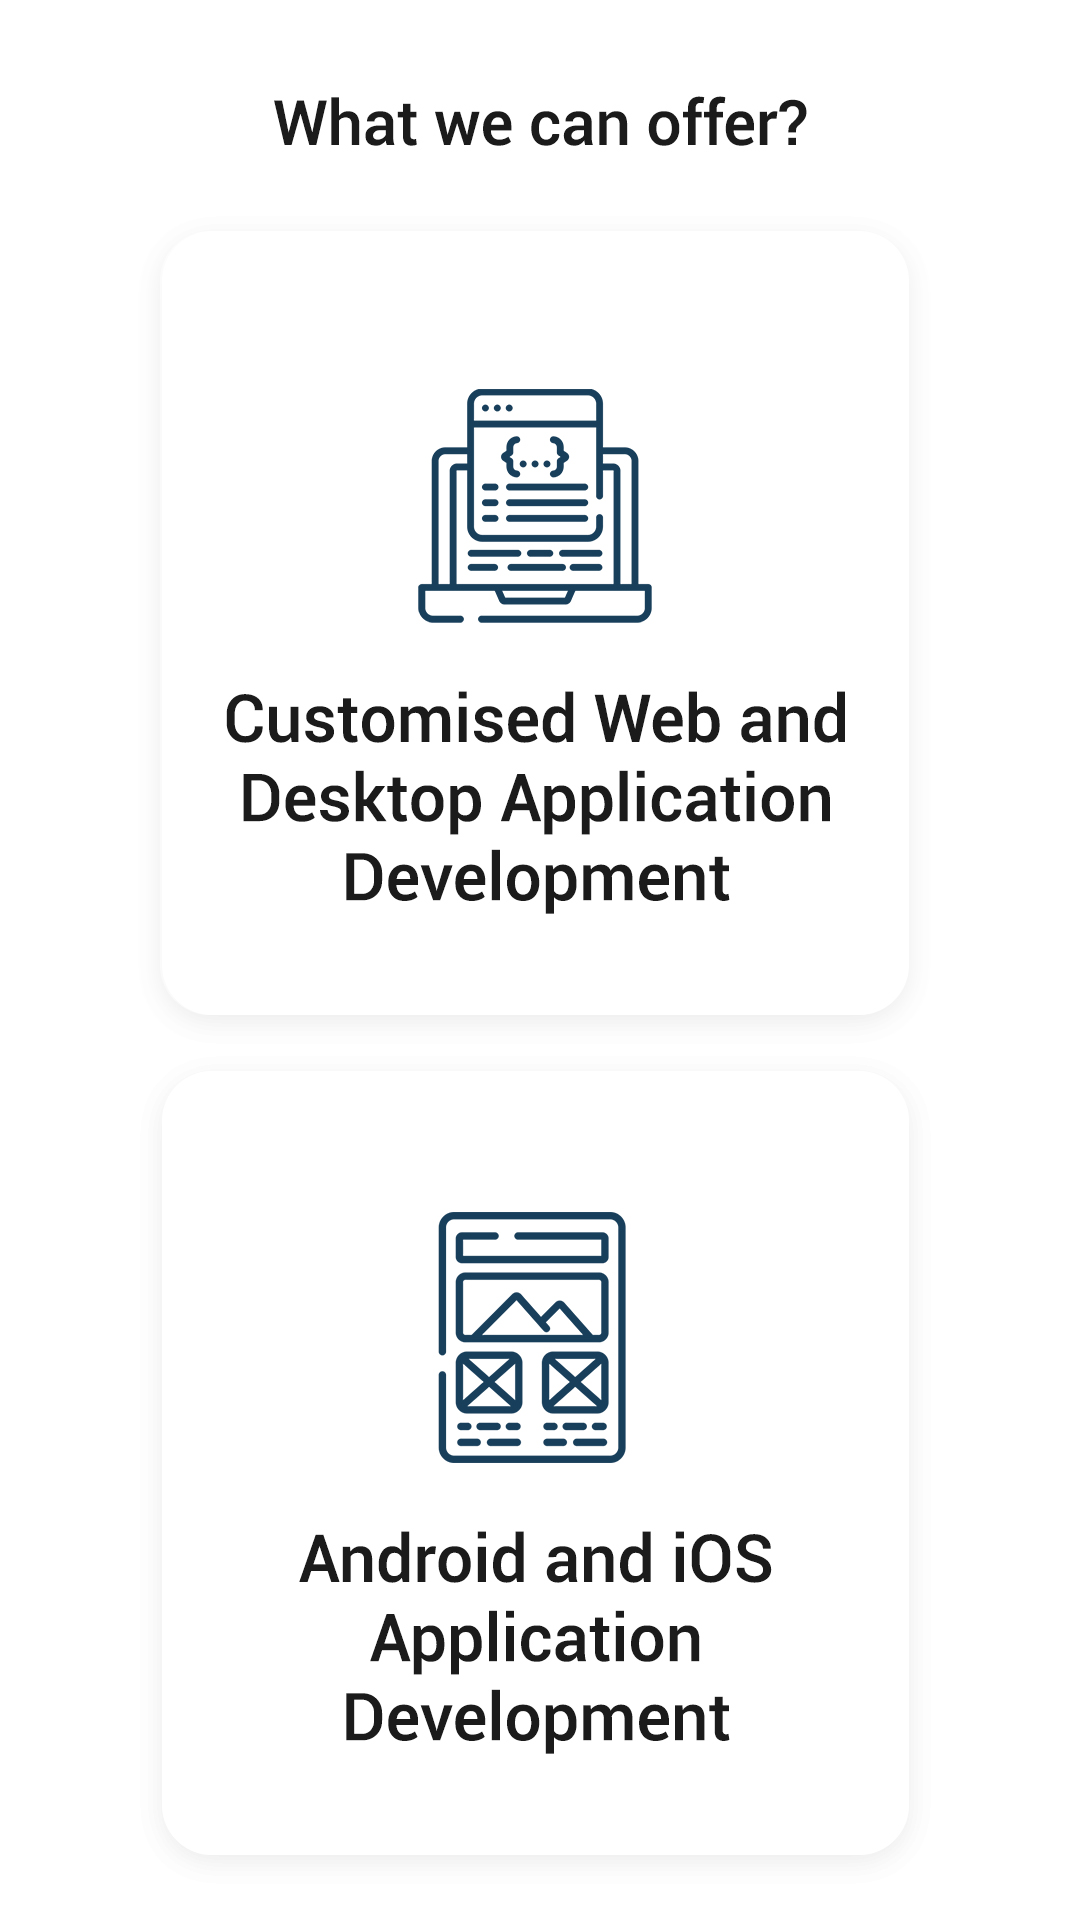 What we can offer?
{...}
Customised Web and
Desktop Application
Development
Android and iOS
Application
Development